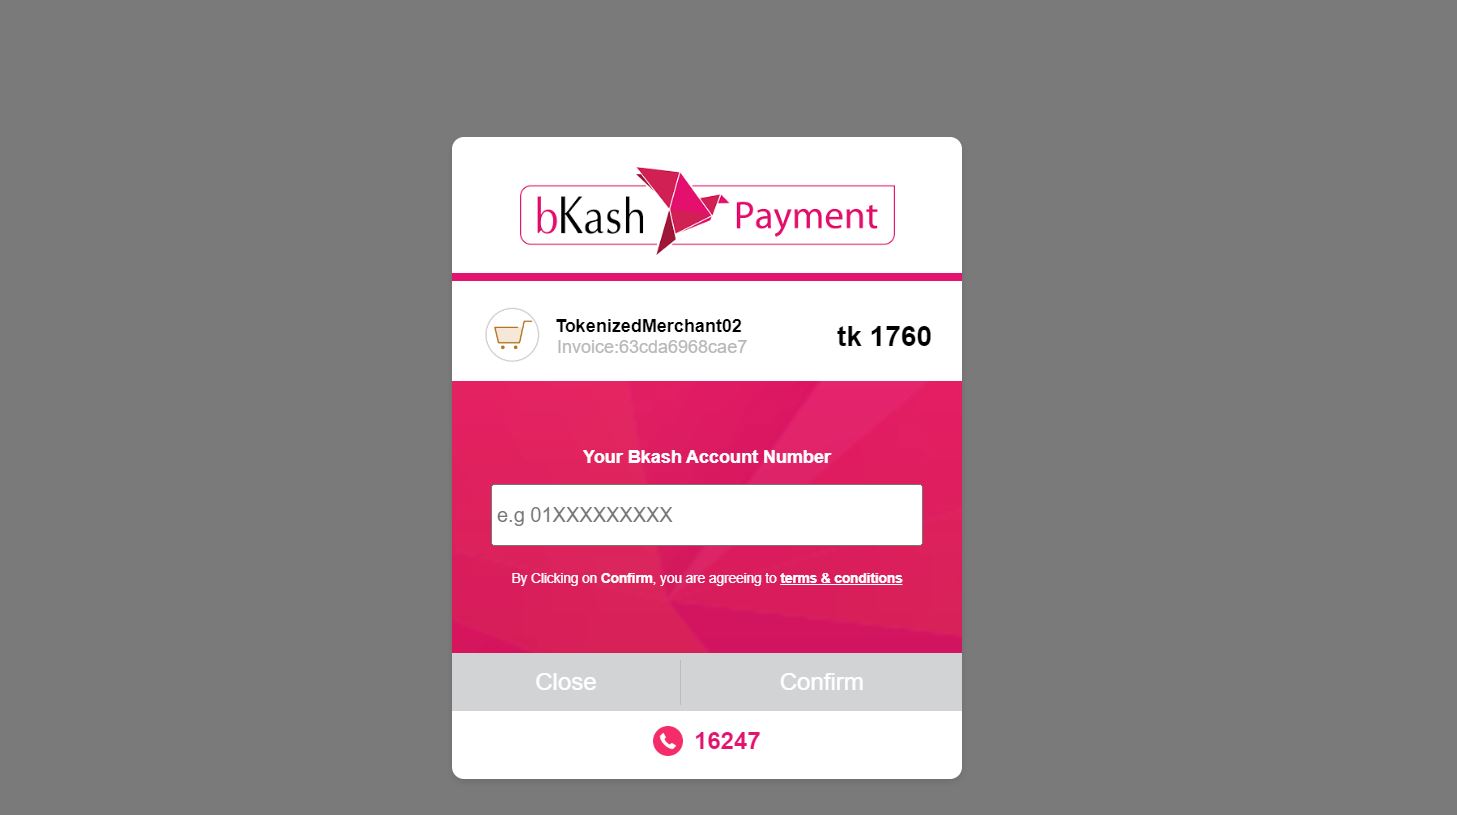 bKash Payment
TokenizedMerchant02
Invoice:63cda6968cae7
tk 1760
Your Bkash Account Number
e.g 01XXXXXXXXX
By Clicking on Confirm, you are agreeing to terms & conditions
Close Confirm
16247